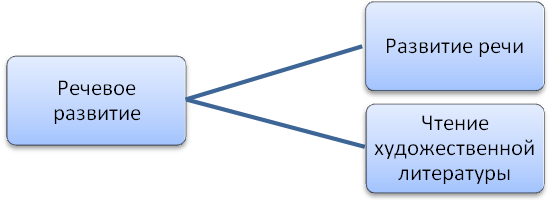 Речевое
развитие
Развитие речи
Чтение
художественной
литературы